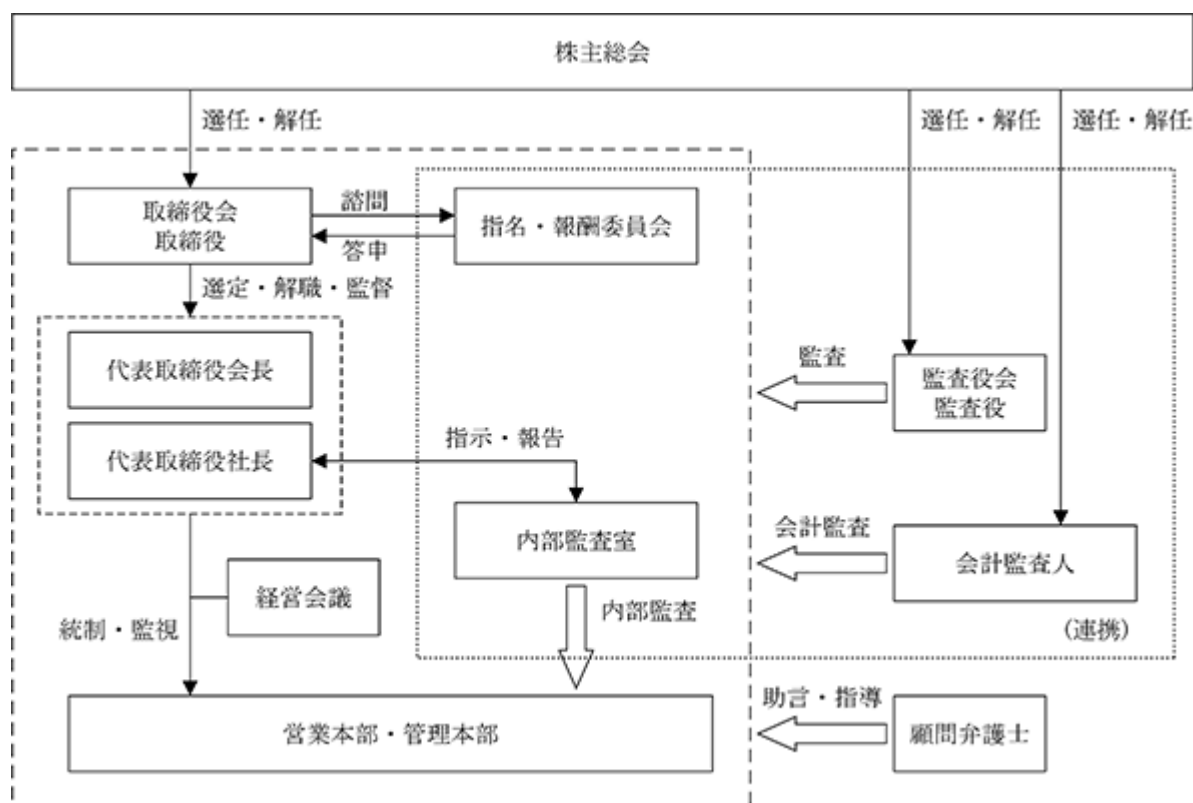 株主総会
選任・解任
選任・解任
選任・解任
取締役会
取締役
諮問
答申
指名・報酬委員会
選定・解職・監督
代表取締役会長
代表取締役社長
監査
監査役会
監査役
指示・報告
内部監査室
会計監査
会計監査人
経営会議
統制・監視
内部監査
(連携)
営業本部・管理本部
助言・指導
顧問弁護士